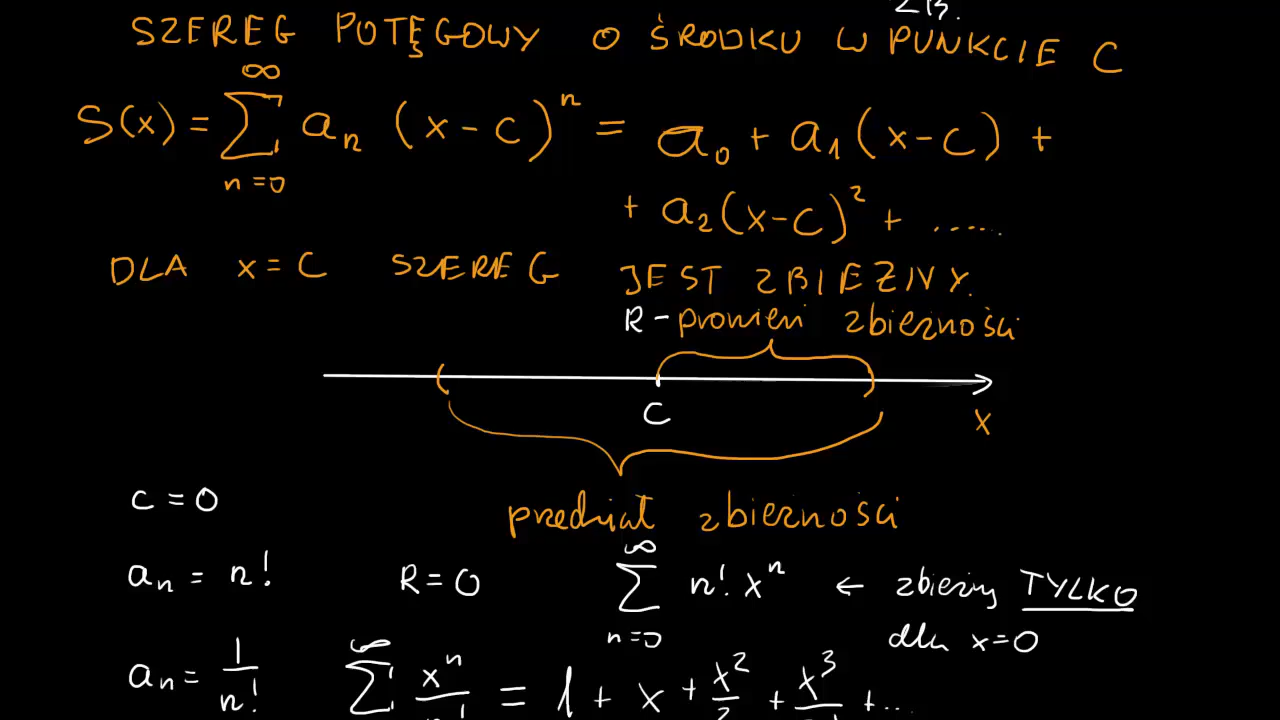 ZB.
SZEREG POTĘGOWY O ŚRODKU W PUNKCIE C
S(x) = ∑_{n=0}^{∞} a_n (x-c)^n = a_0 + a_1(x-c) +
+ a_2(x-c)^2 + ......
DLA x = C SZEREG JEST ZBIEŻNY.
R - promień zbieżności
C
x
przedział zbieżności
c = 0
a_n = n! R = 0 ∑_{n=0}^{∞} n! x^n ← zbieżny TYLKO
dla x = 0
a_n = 1/n! ∑^{∞} x^n/n! = 1 + x + x^2/2 + x^3/ + ...